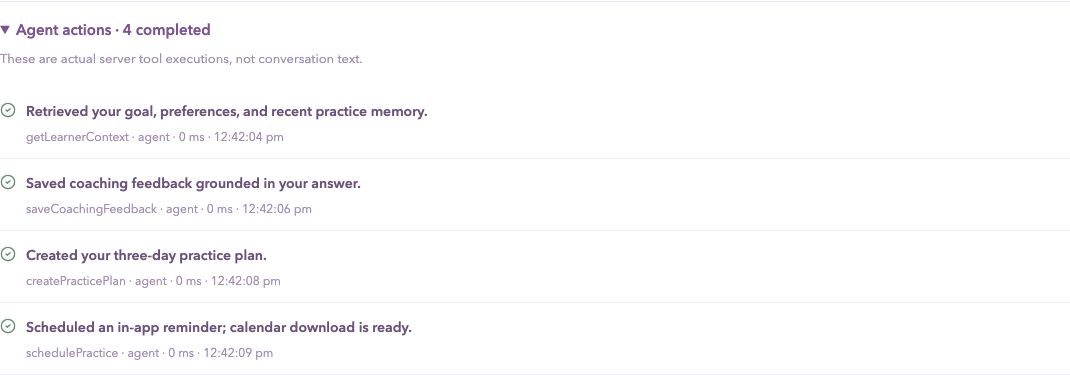 ▼ Agent actions · 4 completed
These are actual server tool executions, not conversation text.
Retrieved your goal, preferences, and recent practice memory.
getLearnerContext · agent · 0 ms · 12:42:04 pm
Saved coaching feedback grounded in your answer.
saveCoachingFeedback · agent · 0 ms · 12:42:06 pm
Created your three-day practice plan.
createPracticePlan · agent · 0 ms · 12:42:08 pm
Scheduled an in-app reminder; calendar download is ready.
schedulePractice · agent · 0 ms · 12:42:09 pm